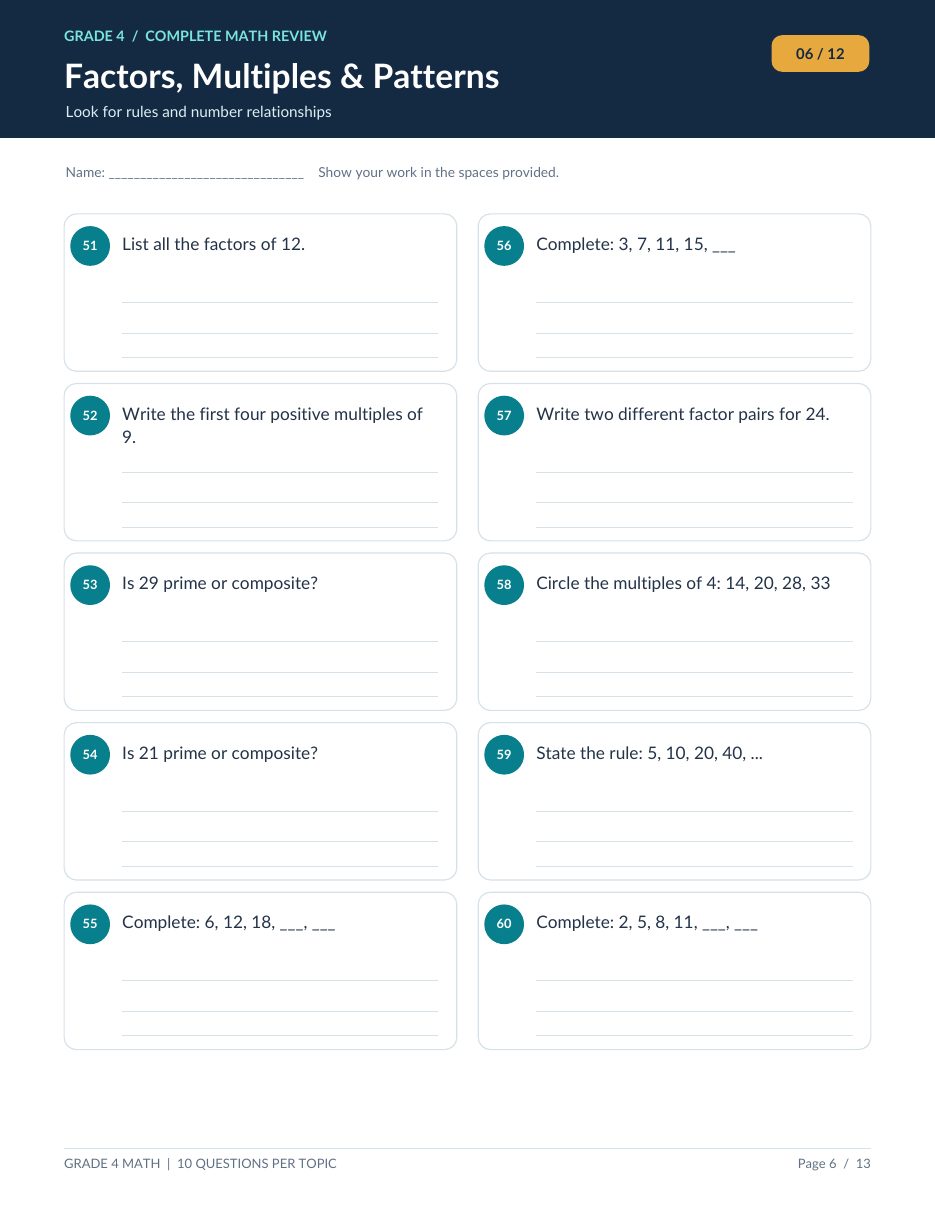 GRADE 4 / COMPLETE MATH REVIEW
06 / 12
Factors, Multiples & Patterns
Look for rules and number relationships
Name: ______________________________ Show your work in the spaces provided.
51 List all the factors of 12.
52 Write the first four positive multiples of
9.
53 Is 29 prime or composite?
54 Is 21 prime or composite?
55 Complete: 6, 12, 18, ___, ___
56 Complete: 3, 7, 11, 15, ___
57 Write two different factor pairs for 24.
58 Circle the multiples of 4: 14, 20, 28, 33
59 State the rule: 5, 10, 20, 40, ...
60 Complete: 2, 5, 8, 11, ___, ___
GRADE 4 MATH | 10 QUESTIONS PER TOPIC
Page 6 / 13